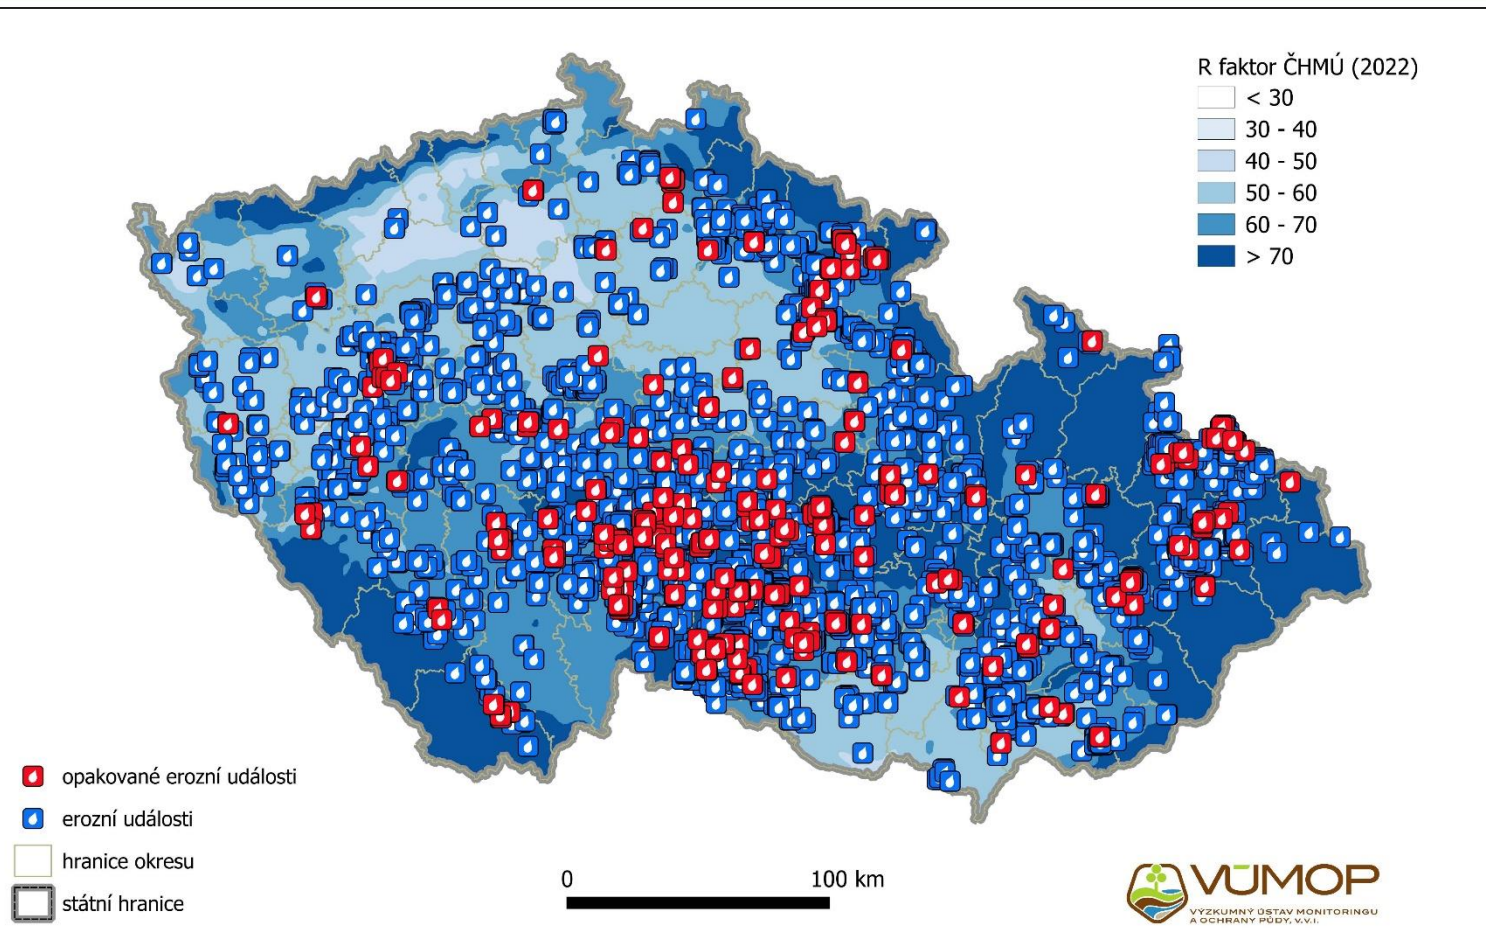 R faktor ČHMÚ (2022)
< 30
30 - 40
40 - 50
50 - 60
60 - 70
> 70
opakované erozní události
erozní události
hranice okresu
státní hranice
0 100 km
VÚMOP
VÝZKUMNÝ ÚSTAV MONITORINGU
A OCHRANY PŮDY, V.V.I.